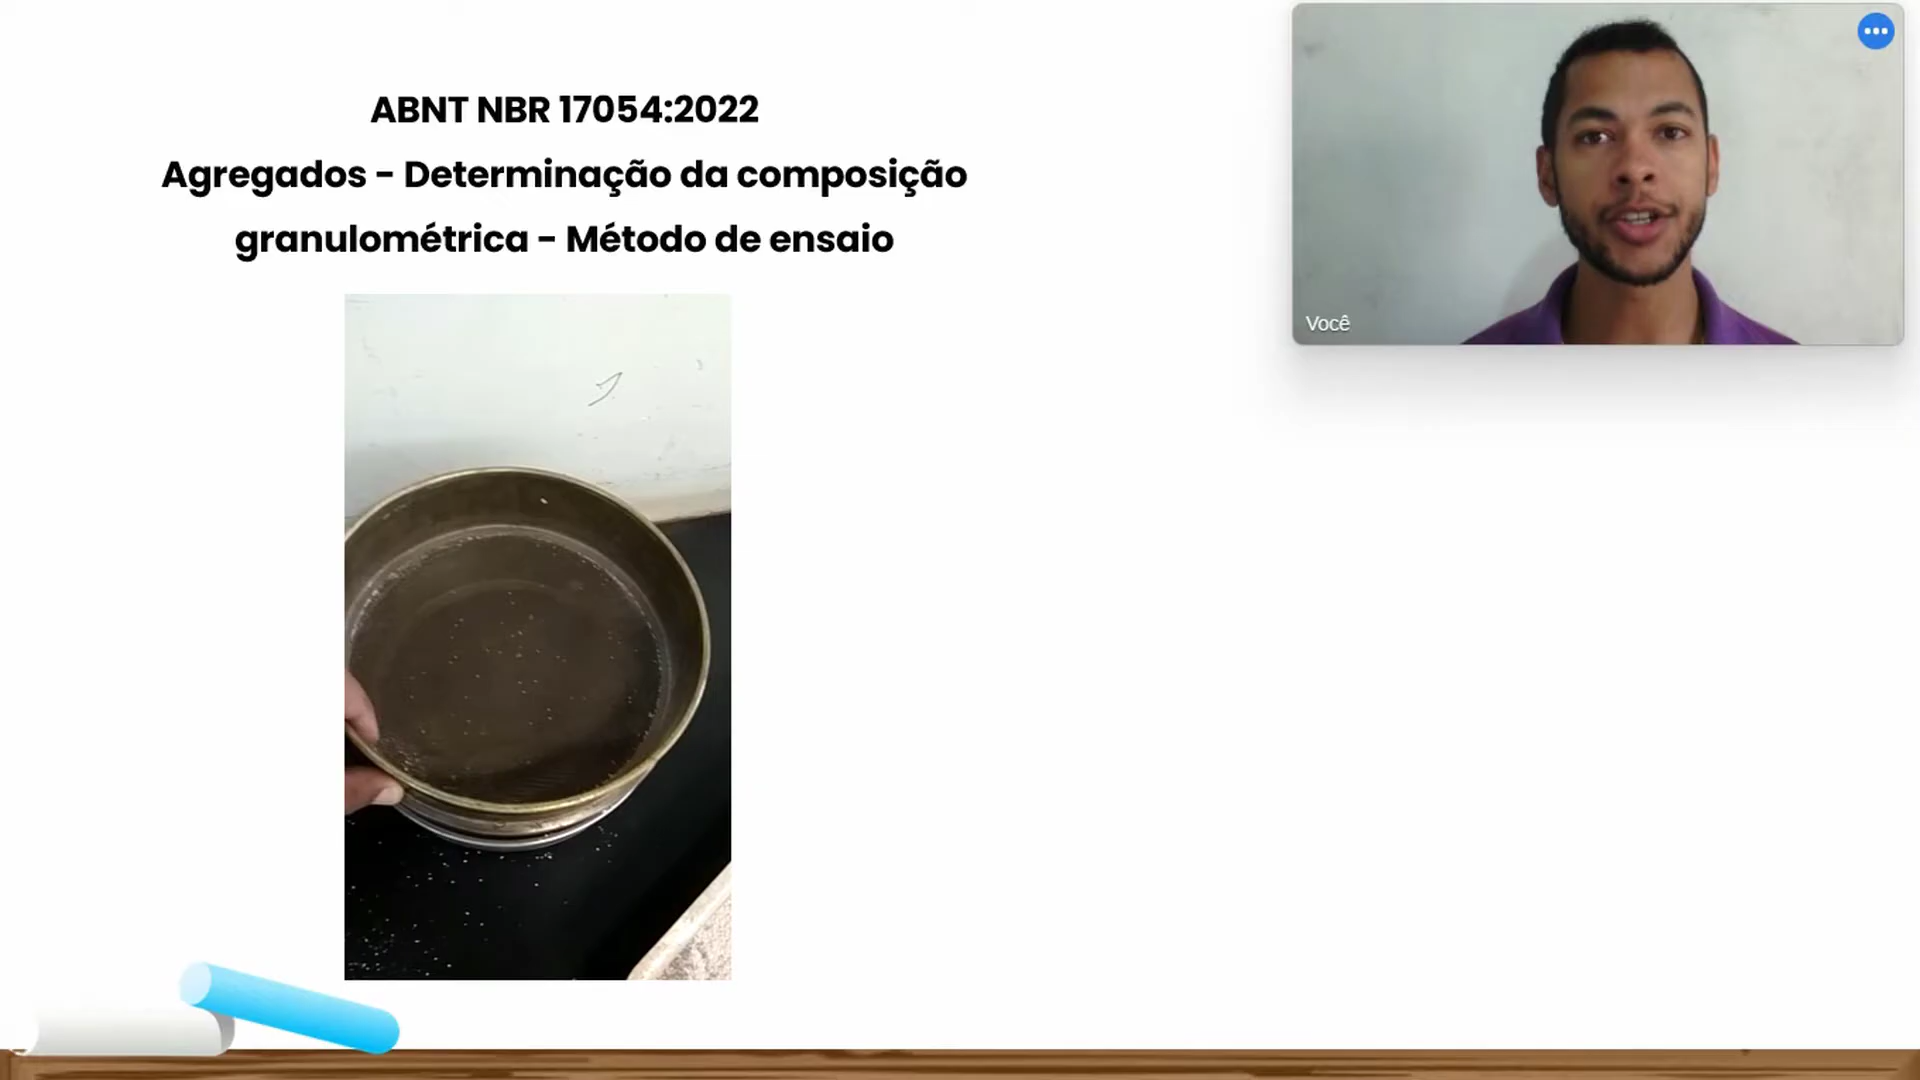 ABNT NBR 17054:2022
Agregados - Determinação da composição
granulométrica - Método de ensaio
Você